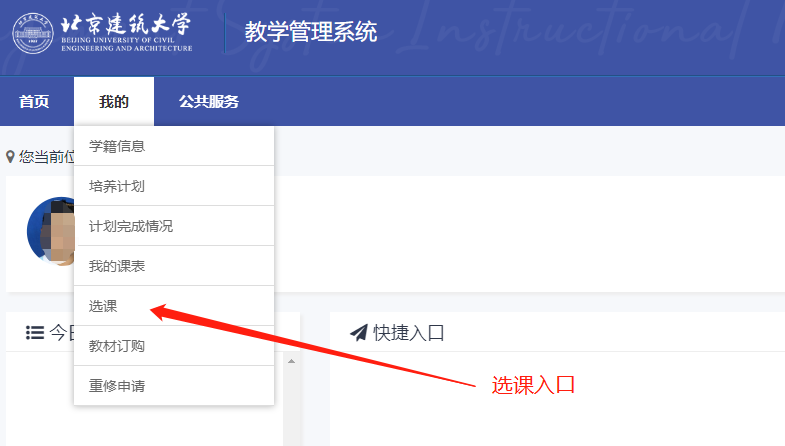 北京建筑大学
BEIJING UNIVERSITY OF CIVIL
ENGINEERING AND ARCHITECTURE
教学管理系统
Instructional
首页
我的
公共服务
您当前位
学籍信息
培养计划
计划完成情况
我的课表
选课
教材订购
重修申请
今日
快捷入口
选课入口